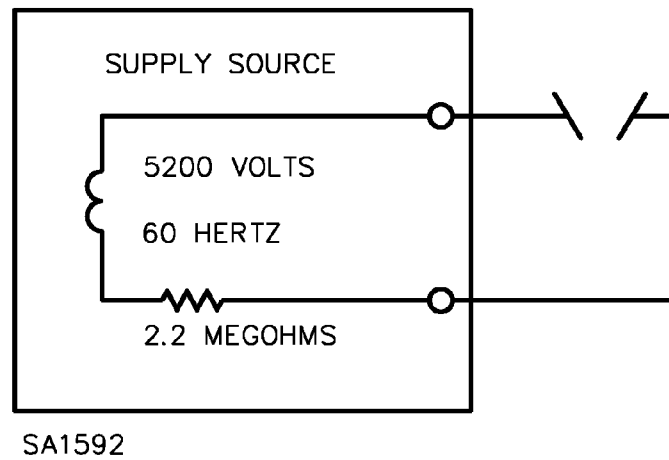 SUPPLY SOURCE
5200 VOLTS
60 HERTZ
2.2 MEGOHMS
SA1592